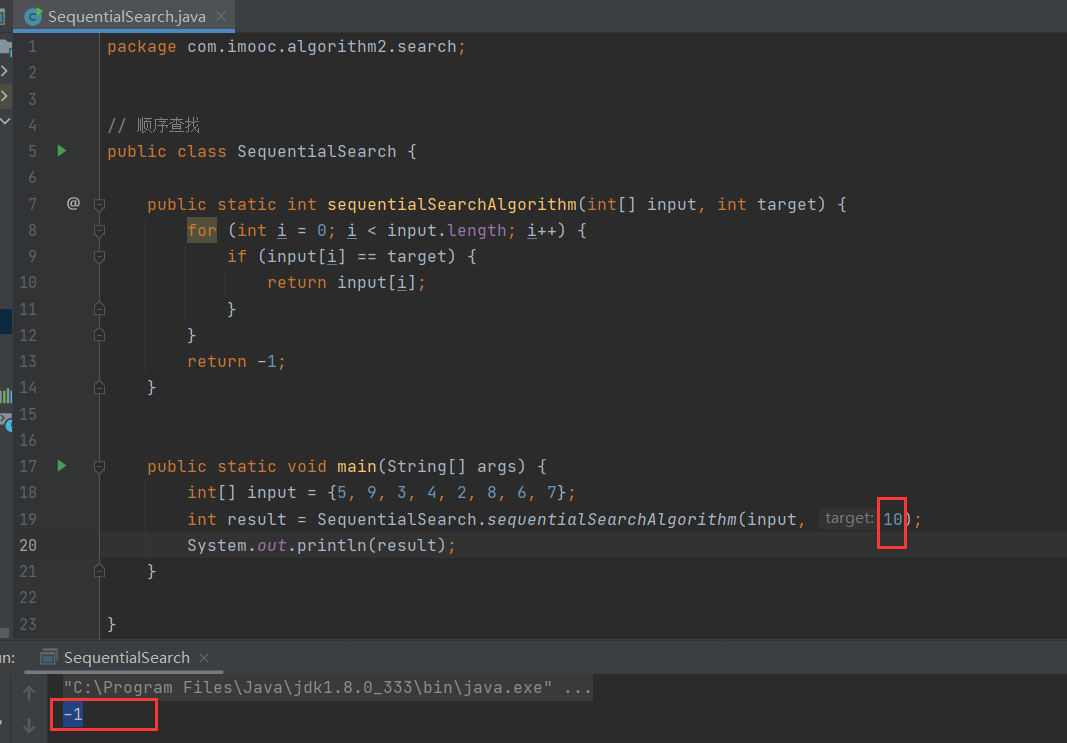 SequentialSearch.java
1 package com.imooc.algorithm2.search;
2
3
4 // 顺序查找
5 public class SequentialSearch {
6
7 @ public static int sequentialSearchAlgorithm(int[] input, int target) {
8 for (int i = 0; i < input.length; i++) {
9 if (input[i] == target) {
10 return input[i];
11 }
12 }
13 return -1;
14 }
15
16
17 public static void main(String[] args) {
18 int[] input = {5, 9, 3, 4, 2, 8, 6, 7};
19 int result = SequentialSearch.sequentialSearchAlgorithm(input, target: 10);
20 System.out.println(result);
21 }
22
23 }
un: SequentialSearch
"C:\Program Files\Java\jdk1.8.0_333\bin\java.exe" ...
-1